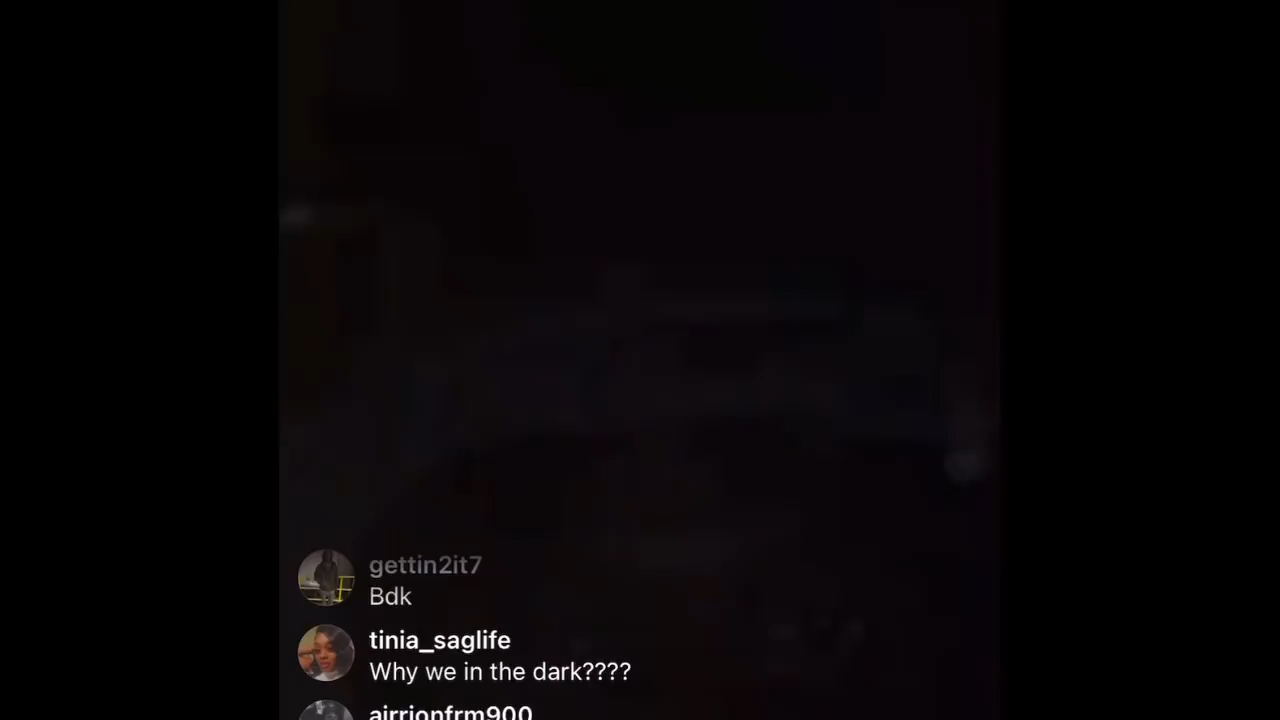 gettin2it7
Bdk
tinia_saglife
Why we in the dark????
airrionfrm900